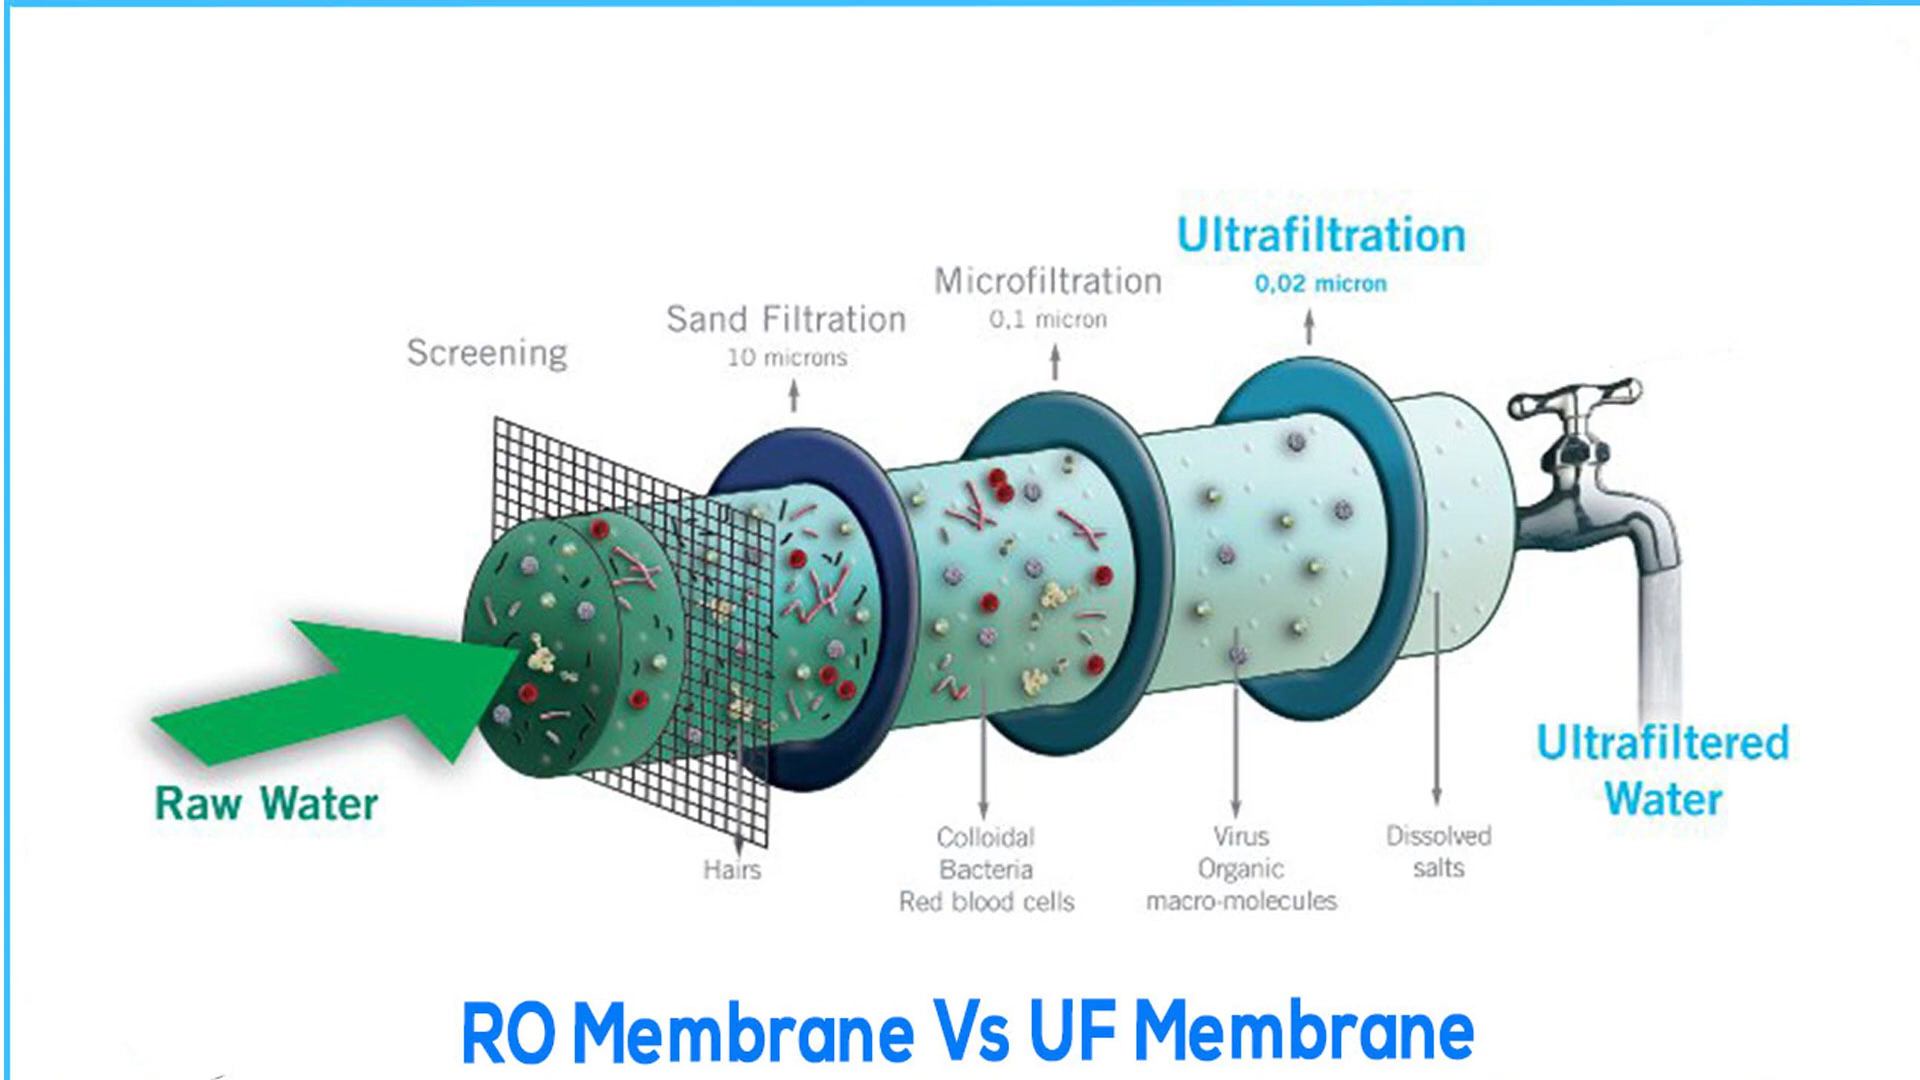 Ultrafiltration
0,02 micron
Microfiltration
0,1 micron
Sand Filtration
10 microns
Screening
Raw Water
Hairs
Colloidal
Bacteria
Red blood cells
Virus
Organic
macro-molecules
Dissolved
salts
Ultrafiltered
Water
RO Membrane Vs UF Membrane